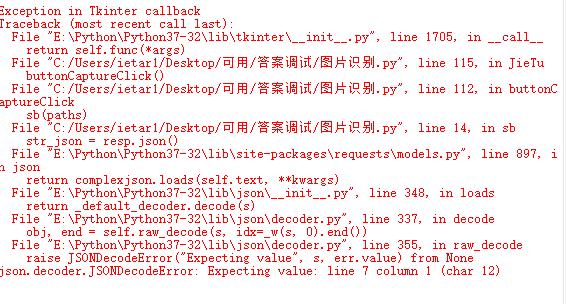 Exception in Tkinter callback
Traceback (most recent call last):
  File "E:\Python\Python37-32\lib\tkinter\__init__.py", line 1705, in __call__
    return self.func(*args)
  File "C:/Users/ietar1/Desktop/可用/答案调试/图片识别.py", line 115, in JieTu
    buttonCaptureClick()
  File "C:/Users/ietar1/Desktop/可用/答案调试/图片识别.py", line 112, in buttonC
aptureClick
    sb(paths)
  File "C:/Users/ietar1/Desktop/可用/答案调试/图片识别.py", line 14, in sb
    str_json = resp.json()
  File "E:\Python\Python37-32\lib\site-packages\requests\models.py", line 897, i
n json
    return complexjson.loads(self.text, **kwargs)
  File "E:\Python\Python37-32\lib\json\__init__.py", line 348, in loads
    return _default_decoder.decode(s)
  File "E:\Python\Python37-32\lib\json\decoder.py", line 337, in decode
    obj, end = self.raw_decode(s, idx=_w(s, 0).end())
  File "E:\Python\Python37-32\lib\json\decoder.py", line 355, in raw_decode
    raise JSONDecodeError("Expecting value", s, err.value) from None
json.decoder.JSONDecodeError: Expecting value: line 7 column 1 (char 12)